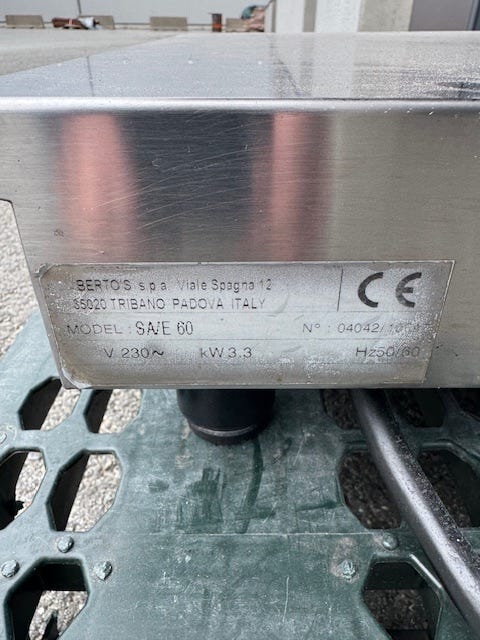 BERTO'S s.p.a. Viale Spagna 12
35020 TRIBANO PADOVA ITALY
CE
MODEL : SA/E 60 N° : 04042/
V 230~ kW 3.3 Hz50/60